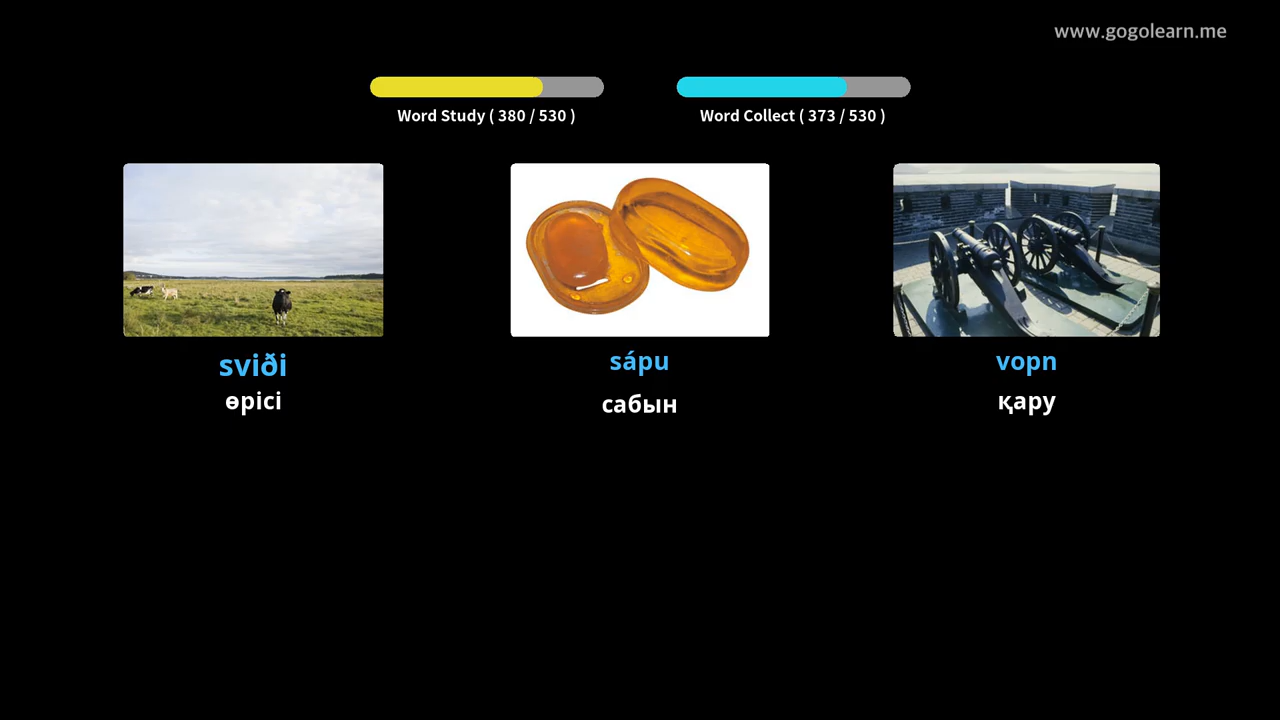 www.gogolearn.me
Word Study ( 380 / 530 )
Word Collect ( 373 / 530 )
sviði
sápu
vopn
өрісі
сабын
қару